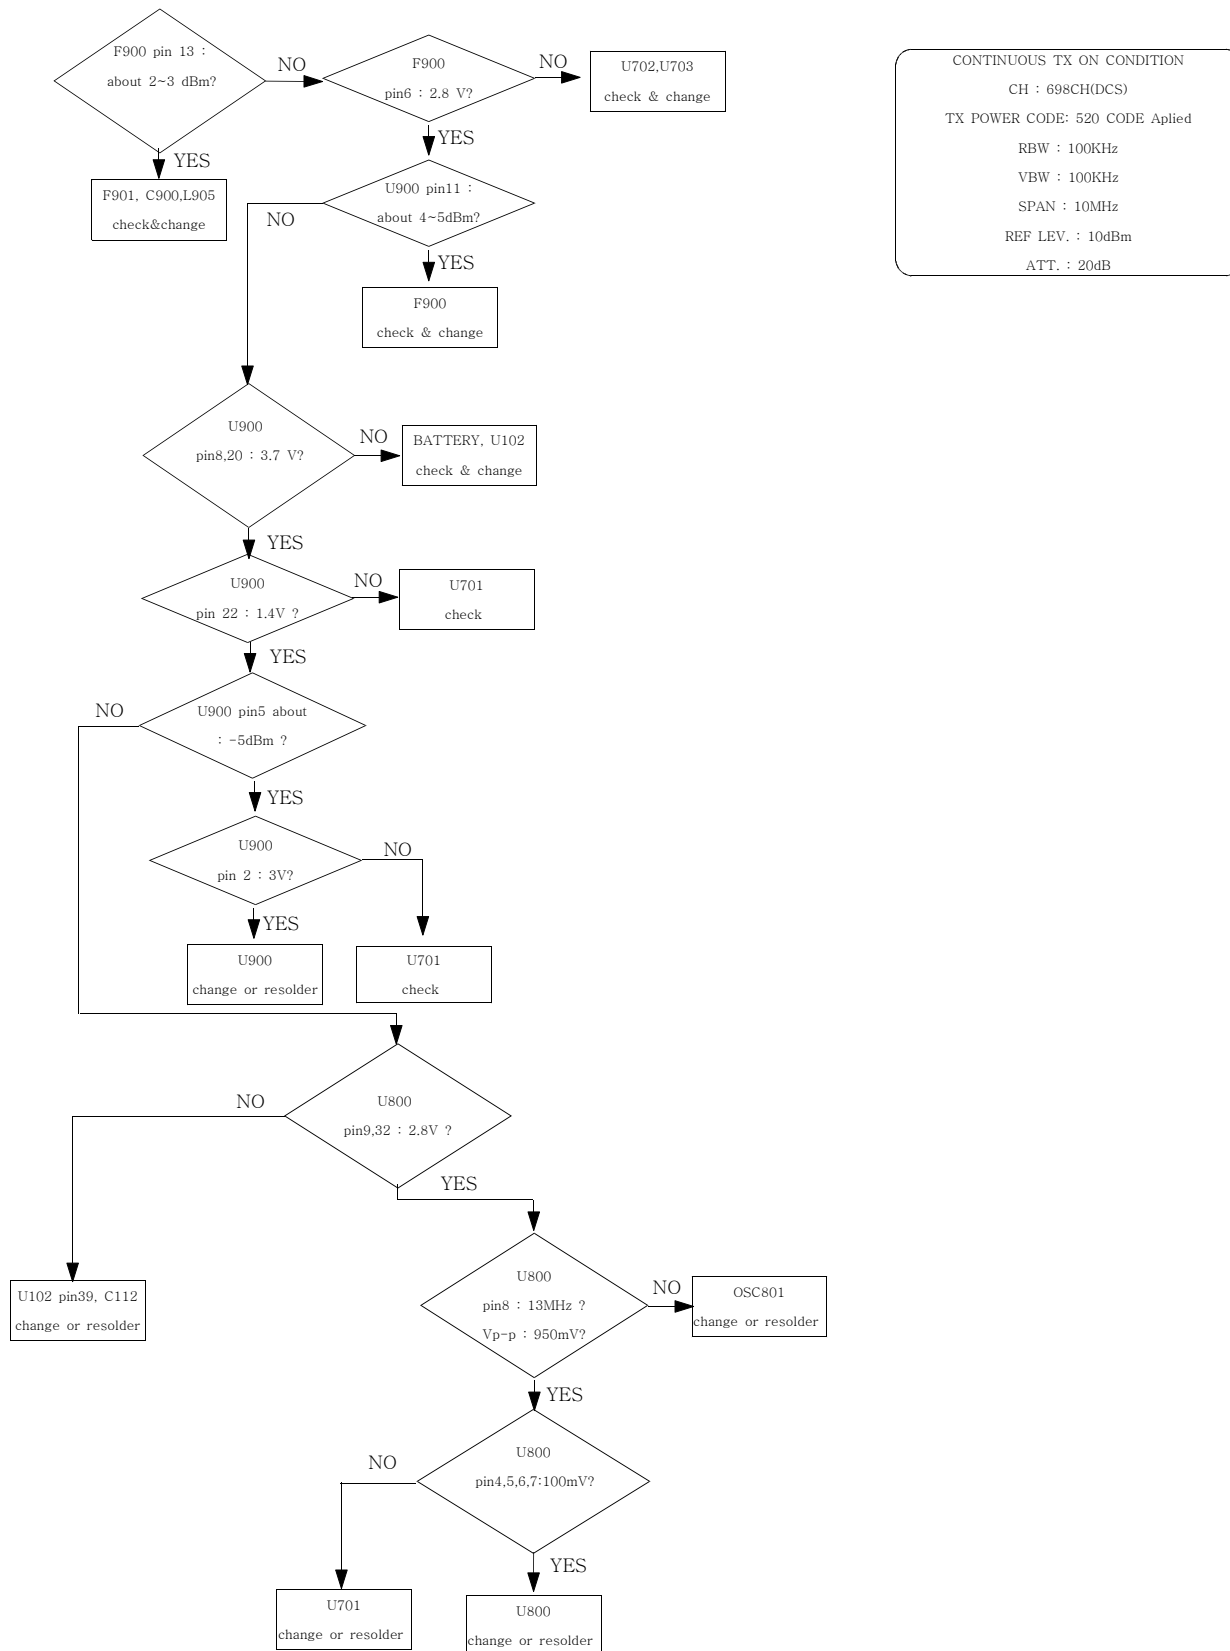 F900 pin 13 :
about 2~3 dBm?
NO
F900
pin6 : 2.8 V?
NO
U702,U703
check & change
CONTINUOUS TX ON CONDITION
CH : 698CH(DCS)
TX POWER CODE: 520 CODE Aplied
RBW : 100KHz
VBW : 100KHz
SPAN : 10MHz
REF LEV. : 10dBm
ATT. : 20dB
YES
YES
F901, C900,L905
check&change
U900 pin11 :
about 4~5dBm?
NO
YES
F900
check & change
U900
pin8,20 : 3.7 V?
NO
BATTERY, U102
check & change
YES
U900
pin 22 : 1.4V ?
NO
U701
check
YES
NO
U900 pin5 about
: -5dBm ?
YES
U900
pin 2 : 3V?
NO
YES
U900
change or resolder
U701
check
NO
U800
pin9,32 : 2.8V ?
YES
U102 pin39, C112
change or resolder
U800
pin8 : 13MHz ?
Vp-p : 950mV?
NO
OSC801
change or resolder
YES
NO
U800
pin4,5,6,7:100mV?
YES
U701
change or resolder
U800
change or resolder